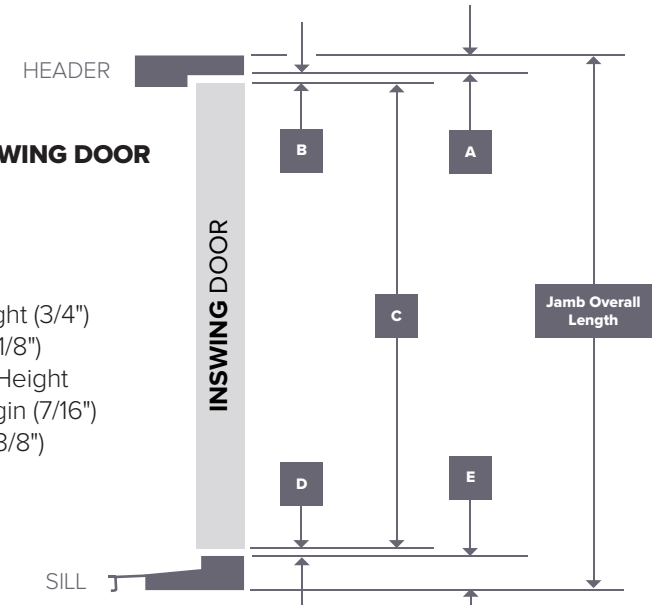 HEADER
WING DOOR
B
A
ght (3/4")
1/8")
Height
gin (7/16")
3/8")
INSWING DOOR
C
Jamb Overall
Length
D
E
SILL